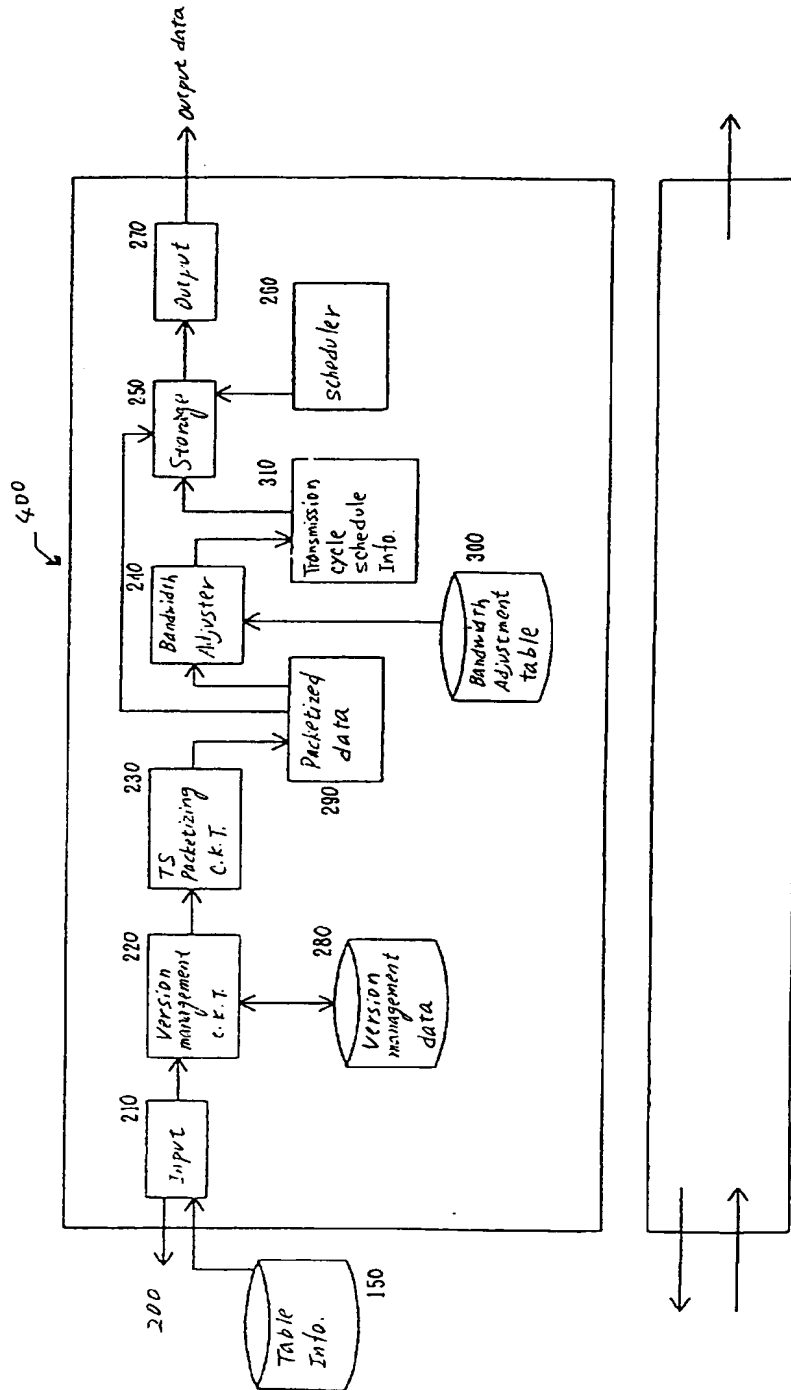 400
200
150
Table
Info.
210
Input
220
Version
management
C.K.T.
280
Version
management
data
230
TS
Packetizing
C.K.T.
290
Packetized
data
240
Bandwidth
Adjuster
300
Bandwidth
Adjustment
table
310
Transmission
cycle
schedule
Info.
250
Storage
260
scheduler
270
Output
output data